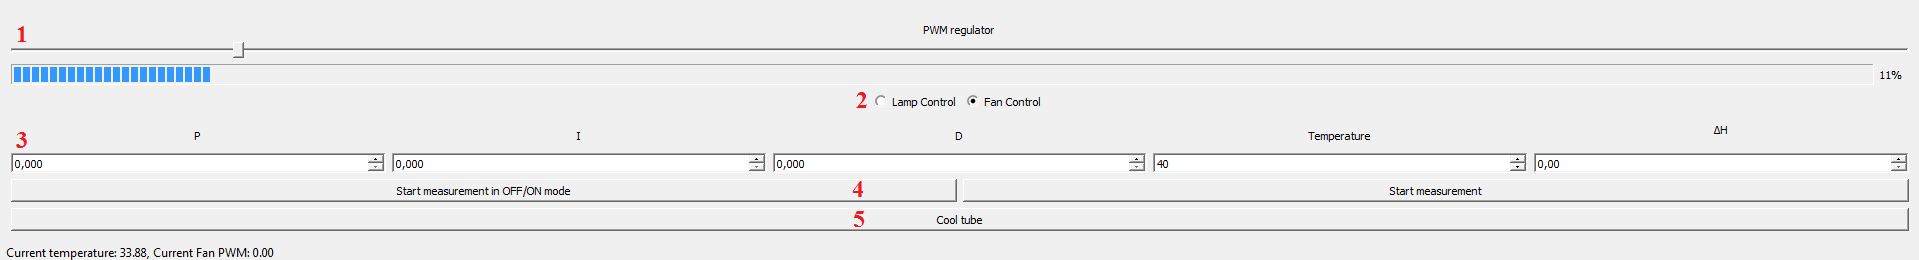 1 PWM regulator
11%
2 Lamp Control Fan Control
3 P I D Temperature ΔH
0,000 0,000 0,000 40 0,00
Start measurement in OFF/ON mode 4 Start measurement
5 Cool tube
Current temperature: 33.88, Current Fan PWM: 0.00